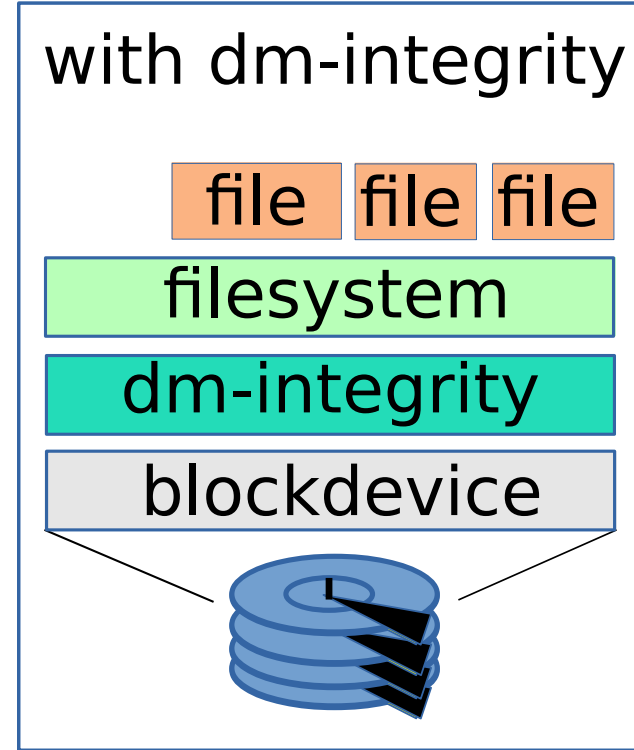 with dm-integrity
file file file
filesystem
dm-integrity
blockdevice